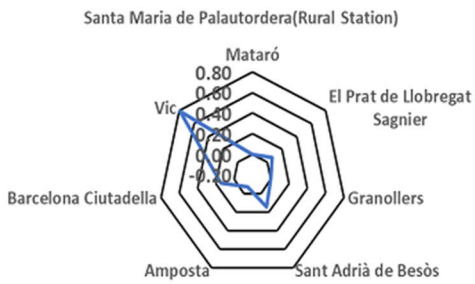 Santa Maria de Palautordera(Rural Station)
Mataró
0.80
0.60
0.40
0.20
0.00
-0.20
El Prat de Llobregat
Sagnier
Vic
Barcelona Ciutadella
Granollers
Amposta
Sant Adrià de Besòs